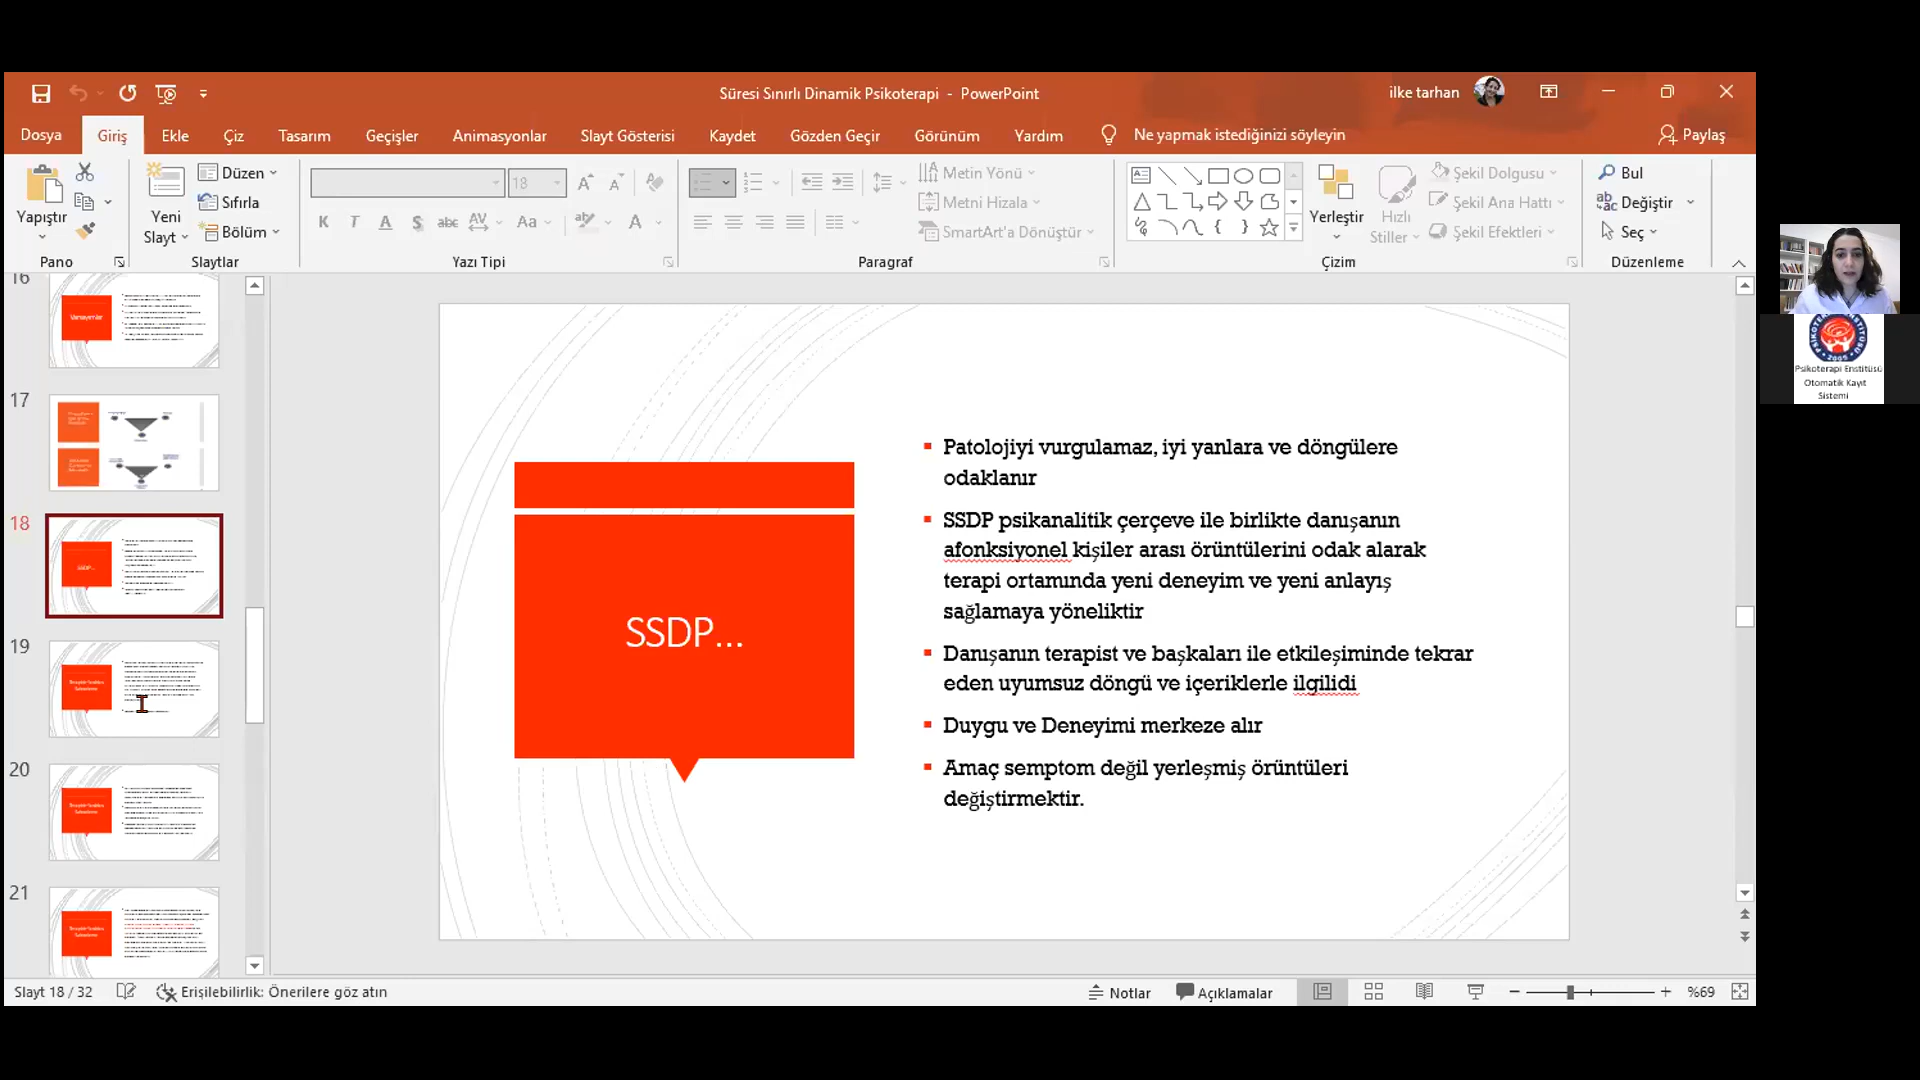 Süresi Sınırlı Dinamik Psikoterapi - PowerPoint
ilke tarhan
Dosya
Giriş
Ekle
Çiz
Tasarım
Geçişler
Animasyonlar
Slayt Gösterisi
Kaydet
Gözden Geçir
Görünüm
Yardım
Ne yapmak istediğinizi söyleyin
Paylaş
Yapıştır
Yeni
Slayt
Düzen
Sıfırla
Bölüm
18
K T A S abc AV Aa A
Metin Yönü
Metni Hizala
SmartArt'a Dönüştür
Yerleştir
Hızlı
Stiller
Şekil Dolgusu
Şekil Ana Hattı
Şekil Efektleri
Bul
Değiştir
Seç
Pano
Slaytlar
Yazı Tipi
Paragraf
Çizim
Düzenleme
16
17
18
SSDP...
19
20
21
SSDP...
Patolojiyi vurgulamaz, iyi yanlara ve döngülere
odaklanır
SSDP psikanalitik çerçeve ile birlikte danışanın
afonksiyonel kişiler arası örüntülerini odak alarak
terapi ortamında yeni deneyim ve yeni anlayış
sağlamaya yöneliktir
Danışanın terapist ve başkaları ile etkileşiminde tekrar
eden uyumsuz döngü ve içeriklerle ilgilidi
Duygu ve Deneyimi merkeze alır
Amaç semptom değil yerleşmiş örüntüleri
değiştirmektir.
Psikoterapi Enstitüsü
Otomatik Kayıt
Sistemi
Slayt 18 / 32
Erişilebilirlik: Önerilere göz atın
Notlar
Açıklamalar
%69